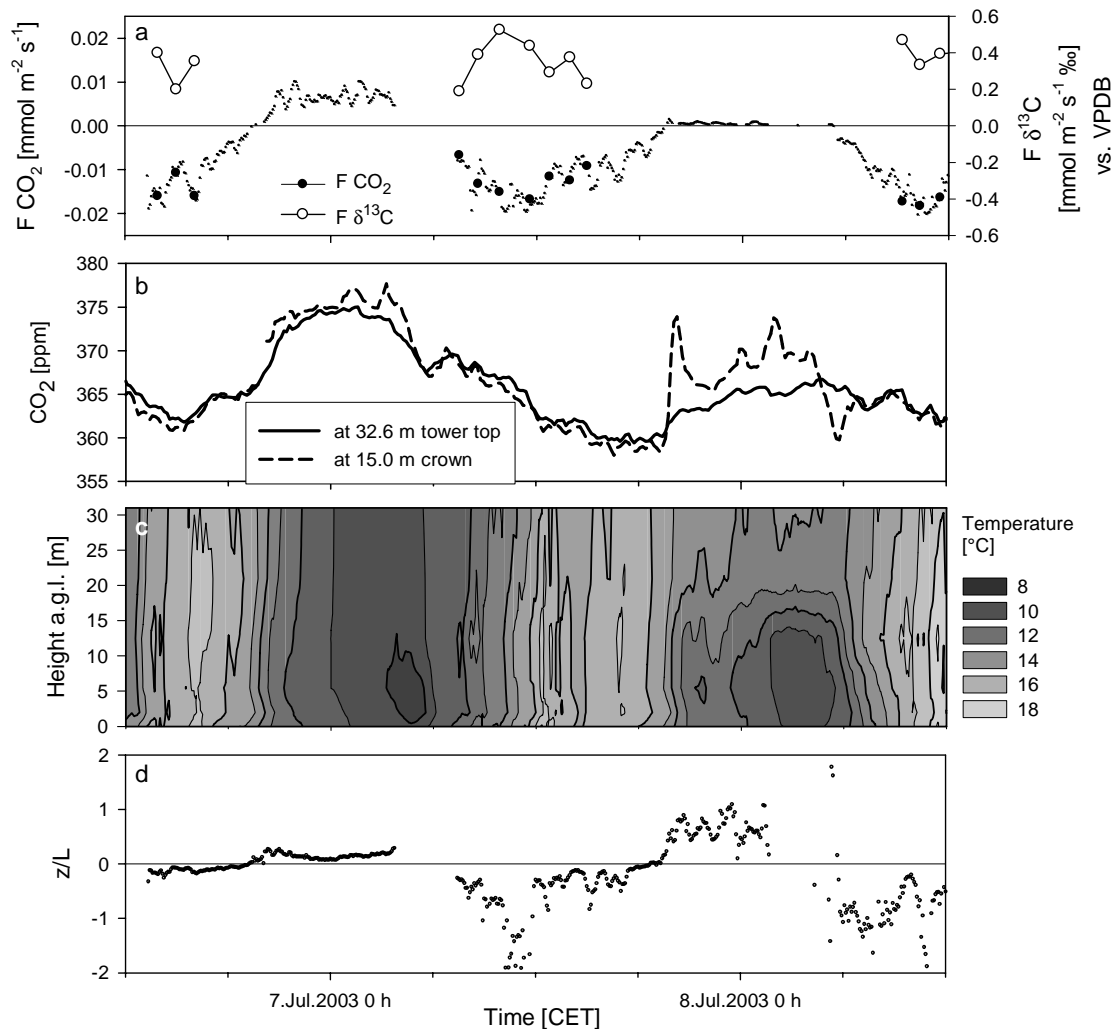 a
F CO2 [mmol m-2 s-1]
0.02
0.01
0.00
-0.01
-0.02
F CO2
F δ13C
0.6
0.4
0.2
0.0
-0.2
-0.4
-0.6
F δ13C
[mmol m-2 s-1 ‰]
vs. VPDB
b
CO2 [ppm]
380
375
370
365
360
355
at 32.6 m tower top
at 15.0 m crown
c
Height a.g.l. [m]
30
25
20
15
10
5
0
Temperature
[°C]
8
10
12
14
16
18
d
z/L
2
1
0
-1
-2
7.Jul.2003 0 h
8.Jul.2003 0 h
Time [CET]